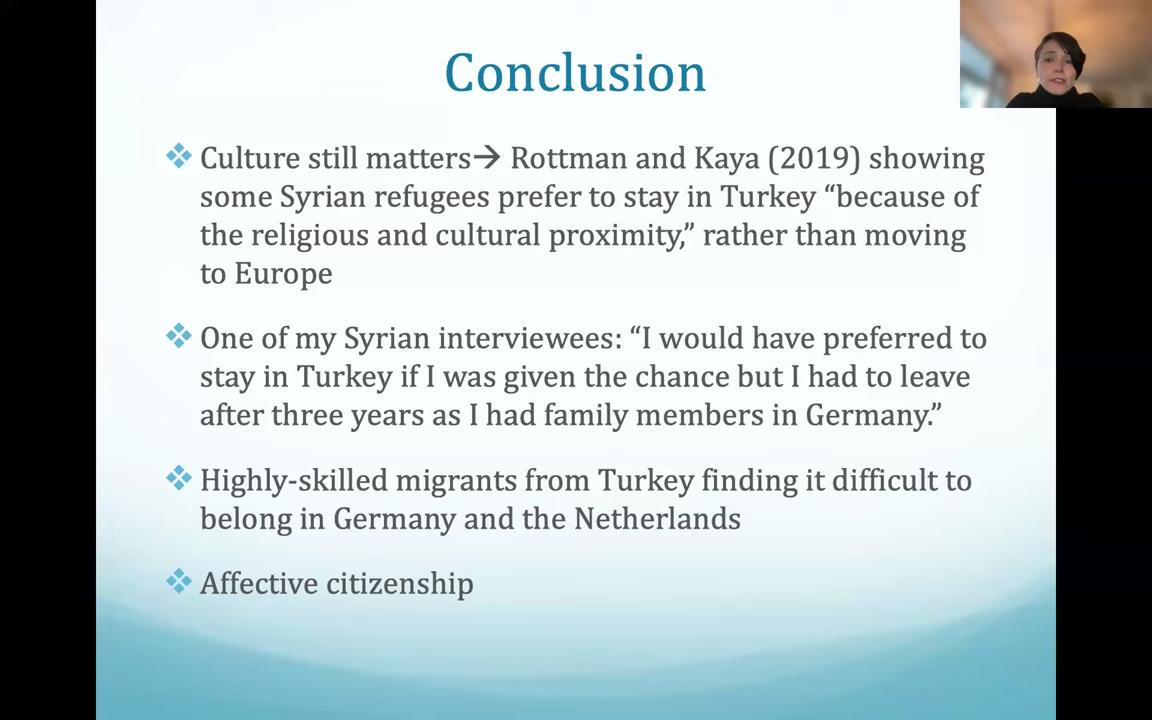 Conclusion
Culture still matters→ Rottman and Kaya (2019) showing
some Syrian refugees prefer to stay in Turkey “because of
the religious and cultural proximity,” rather than moving
to Europe
One of my Syrian interviewees: “I would have preferred to
stay in Turkey if I was given the chance but I had to leave
after three years as I had family members in Germany.”
Highly-skilled migrants from Turkey finding it difficult to
belong in Germany and the Netherlands
Affective citizenship